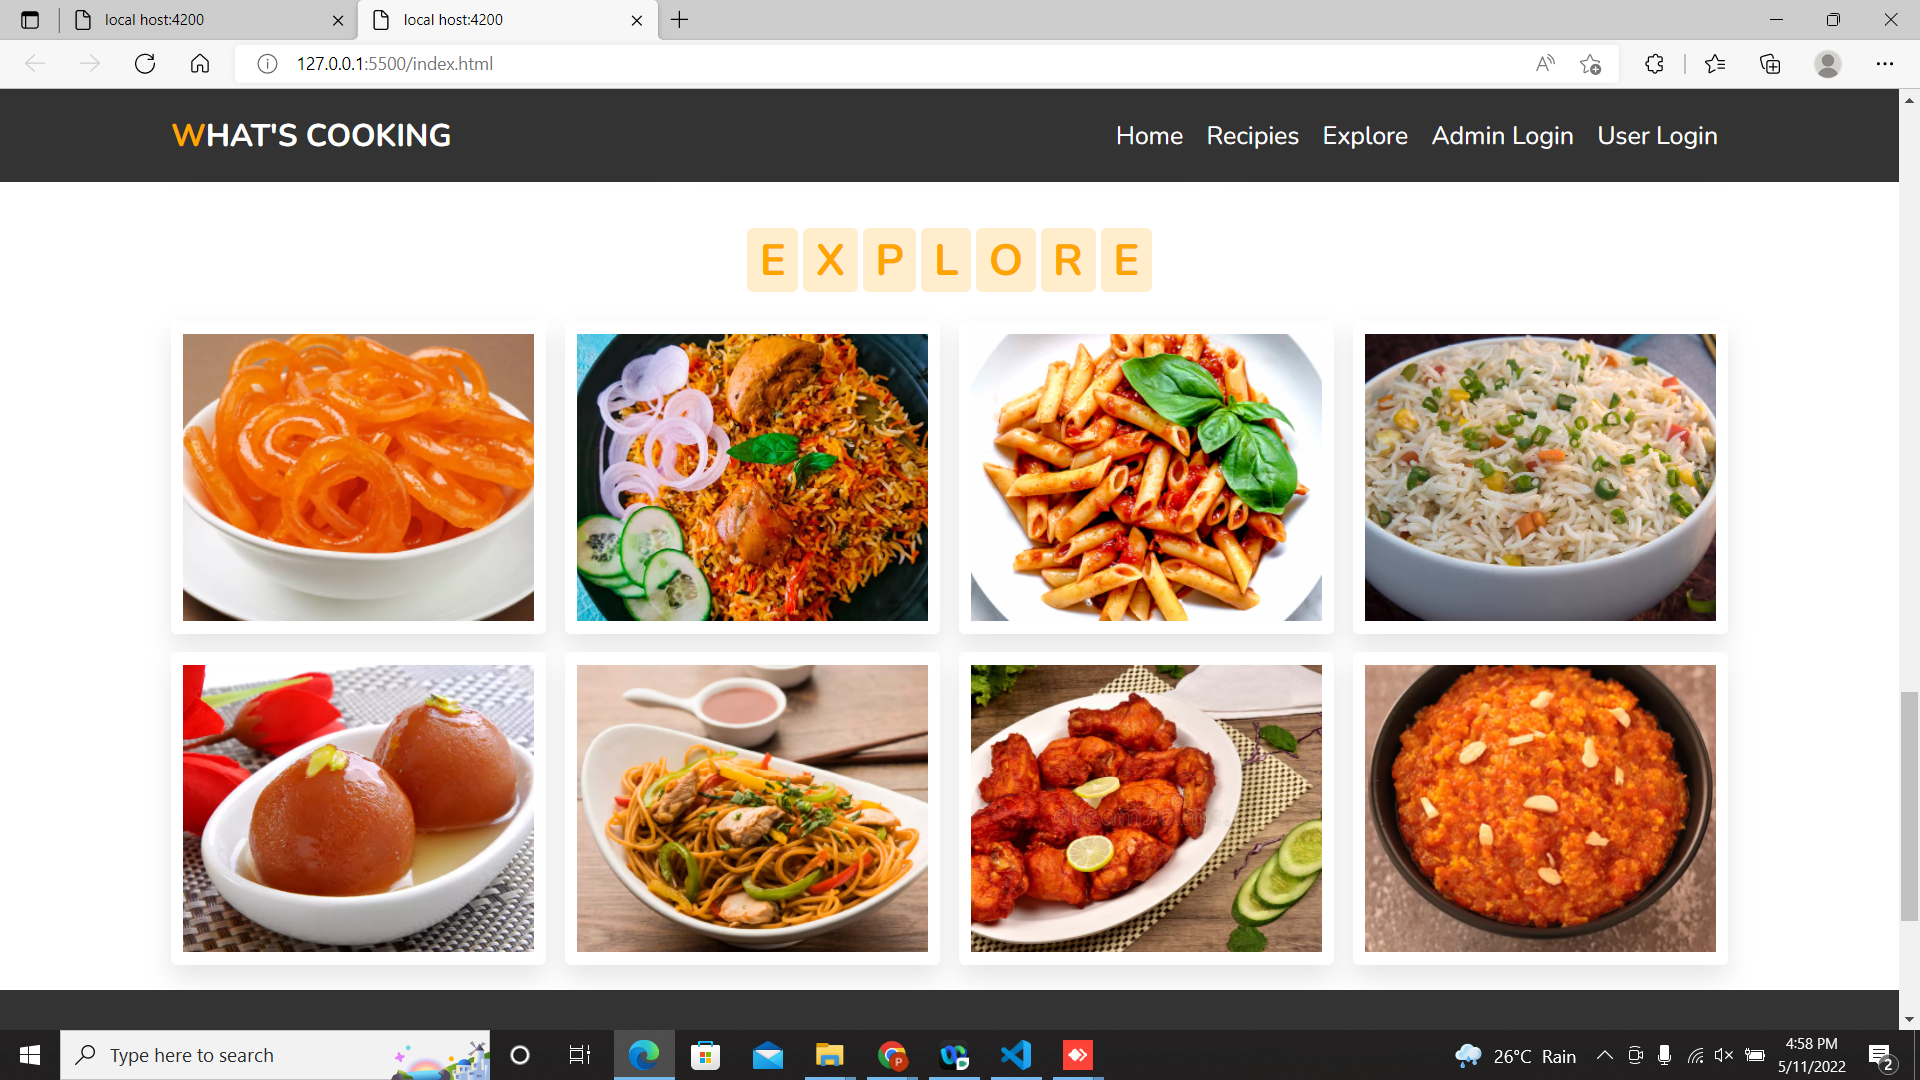 local host:4200
local host:4200
127.0.0.1:5500/index.html
WHAT'S COOKING
Home Recipies Explore Admin Login User Login
EXPLORE
Type here to search
26°C Rain
4:58 PM
5/11/2022
2